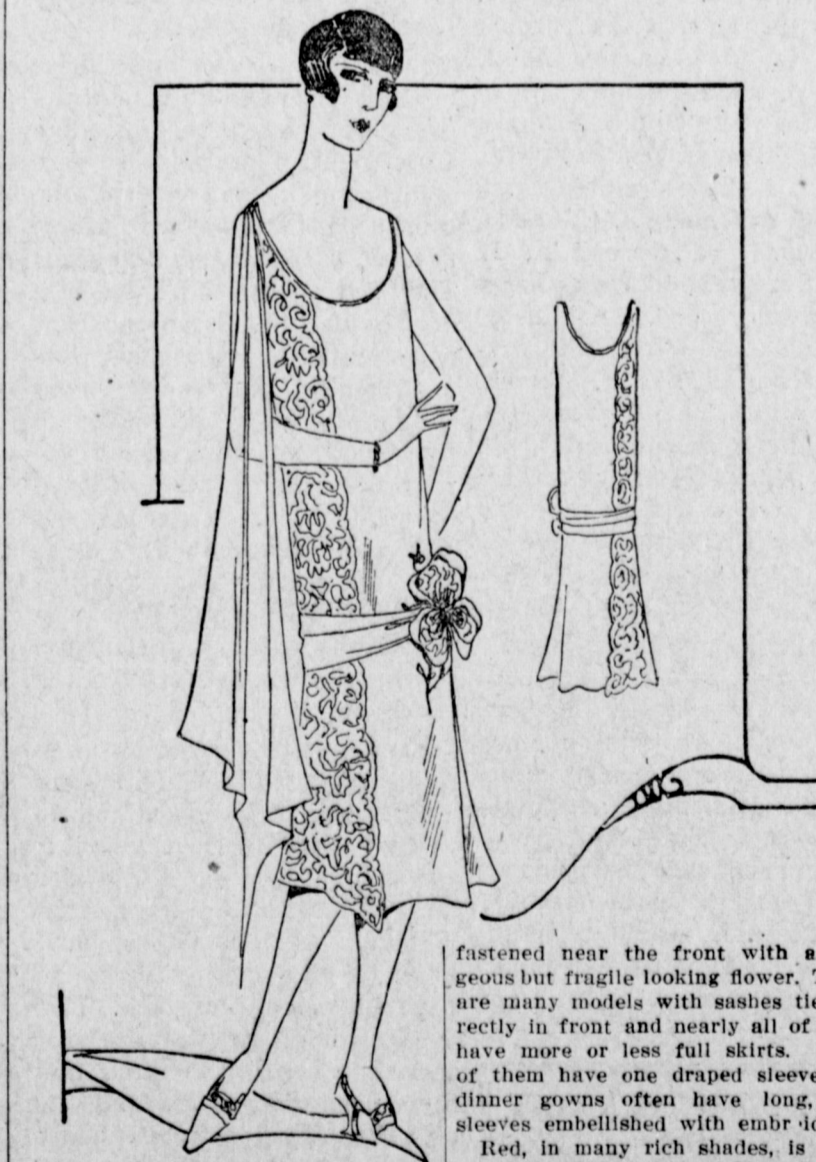 fastened near the front with a
geous but fragile looking flower. T
are many models with sashes tie
rectly in front and nearly all of
have more or less full skirts.
of them have one draped sleeve
dinner gowns often have long,
sleeves embellished with
Red, in many rich shades, is